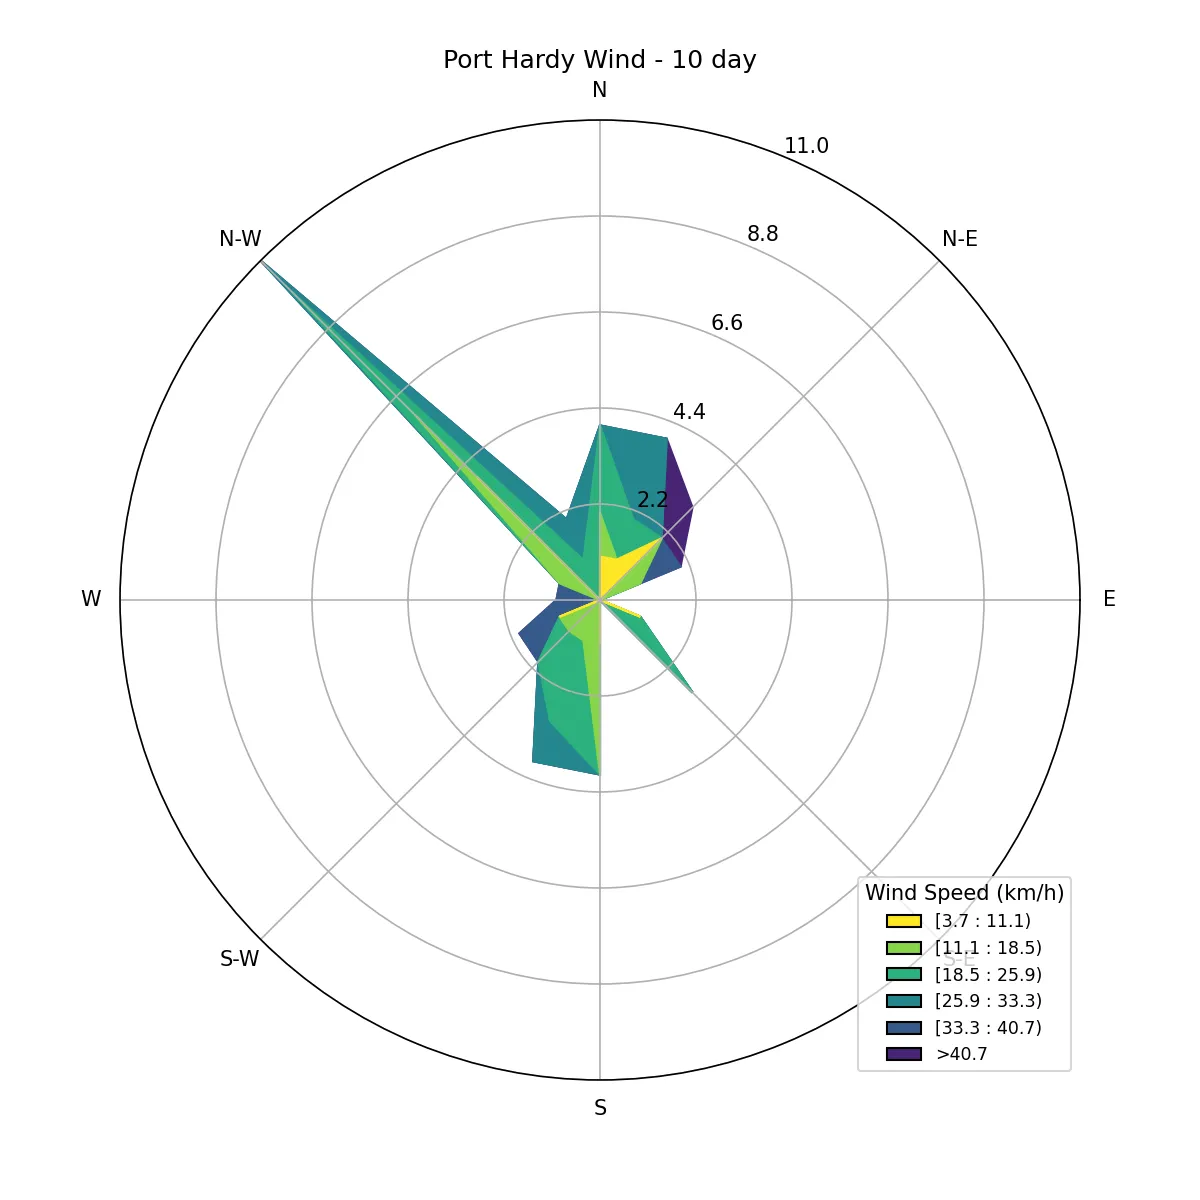 Port Hardy Wind - 10 day
N
11.0
N-W
8.8
N-E
6.6
4.4
2.2
W
E
S-W
S-E
S
Wind Speed (km/h)
[3.7 : 11.1)
[11.1 : 18.5)
[18.5 : 25.9)
[25.9 : 33.3)
[33.3 : 40.7)
>40.7